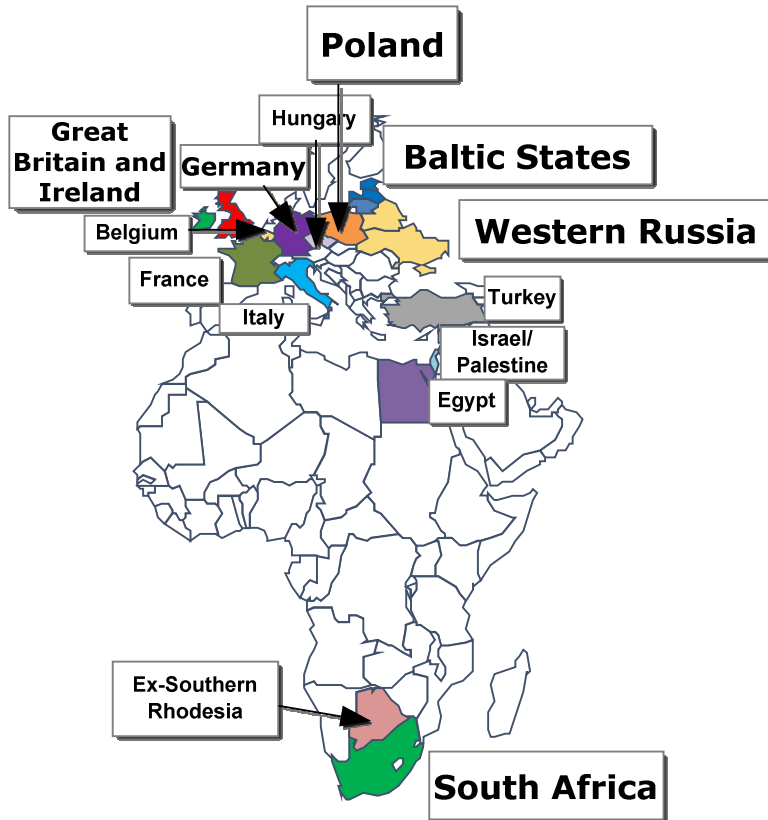 Poland
Hungary
Great
Britain and
Ireland
Baltic States
Germany
Belgium
Western Russia
France
Italy
Turkey
Israel/
Palestine
Egypt
Ex-Southern
Rhodesia
South Africa